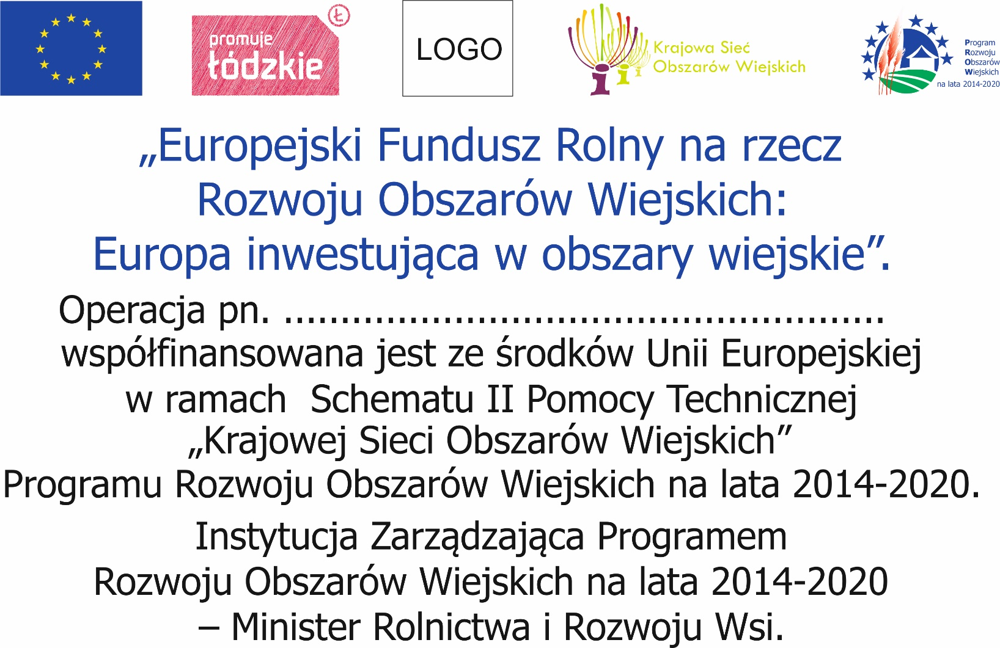 promuje
łódzkie
Ł
LOGO
Krajowa Sieć
Obszarów Wiejskich
Program
Rozwoju
Obszarów
Wiejskich
na lata 2014-2020
„Europejski Fundusz Rolny na rzecz
Rozwoju Obszarów Wiejskich:
Europa inwestująca w obszary wiejskie”.
Operacja pn. ......................................................
współfinansowana jest ze środków Unii Europejskiej
w ramach  Schematu II Pomocy Technicznej
„Krajowej Sieci Obszarów Wiejskich”
Programu Rozwoju Obszarów Wiejskich na lata 2014-2020.
Instytucja Zarządzająca Programem
Rozwoju Obszarów Wiejskich na lata 2014-2020
– Minister Rolnictwa i Rozwoju Wsi.